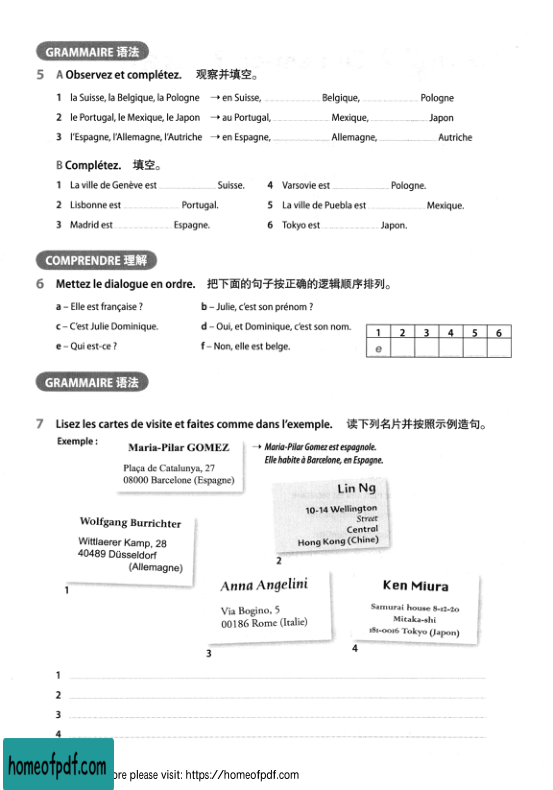 GRAMMAIRE 语法
5 A Observez et complétez. 观察并填空。
1 la Suisse, la Belgique, la Pologne → en Suisse, Belgique, Pologne
2 le Portugal, le Mexique, le Japon → au Portugal, Mexique, Japon
3 l'Espagne, l'Allemagne, l'Autriche → en Espagne, Allemagne, Autriche
B Complétez. 填空。
1 La ville de Genève est Suisse. 4 Varsovie est Pologne.
2 Lisbonne est Portugal. 5 La ville de Puebla est Mexique.
3 Madrid est Espagne. 6 Tokyo est Japon.
COMPRENDRE 理解
6 Mettez le dialogue en ordre. 把下面的句子按正确的逻辑顺序排列。
a – Elle est française ? b – Julie, c'est son prénom ?
c – C'est Julie Dominique. d – Oui, et Dominique, c'est son nom.
e – Qui est-ce ? f – Non, elle est belge.
1 2 3 4 5 6
e
GRAMMAIRE 语法
7 Lisez les cartes de visite et faites comme dans l'exemple. 读下列名片并按照示例造句。
Exemple :
Maria-Pilar GOMEZ
Plaça de Catalunya, 27
08000 Barcelone (Espagne)
→ Maria-Pilar Gomez est espagnole.
Elle habite à Barcelone, en Espagne.
Wolfgang Burrichter
Wittlaerer Kamp, 28
40489 Düsseldorf
(Allemagne)
1
Lin Ng
10-14 Wellington
Street
Central
Hong Kong (Chine)
2
Anna Angelini
Via Bogino, 5
00186 Rome (Italie)
3
Ken Miura
Samurai house 8-12-20
Mitaka-shi
181-0016 Tokyo (Japon)
4
1
2
3
4
homeofpdf.com
ore please visit: https://homeofpdf.com